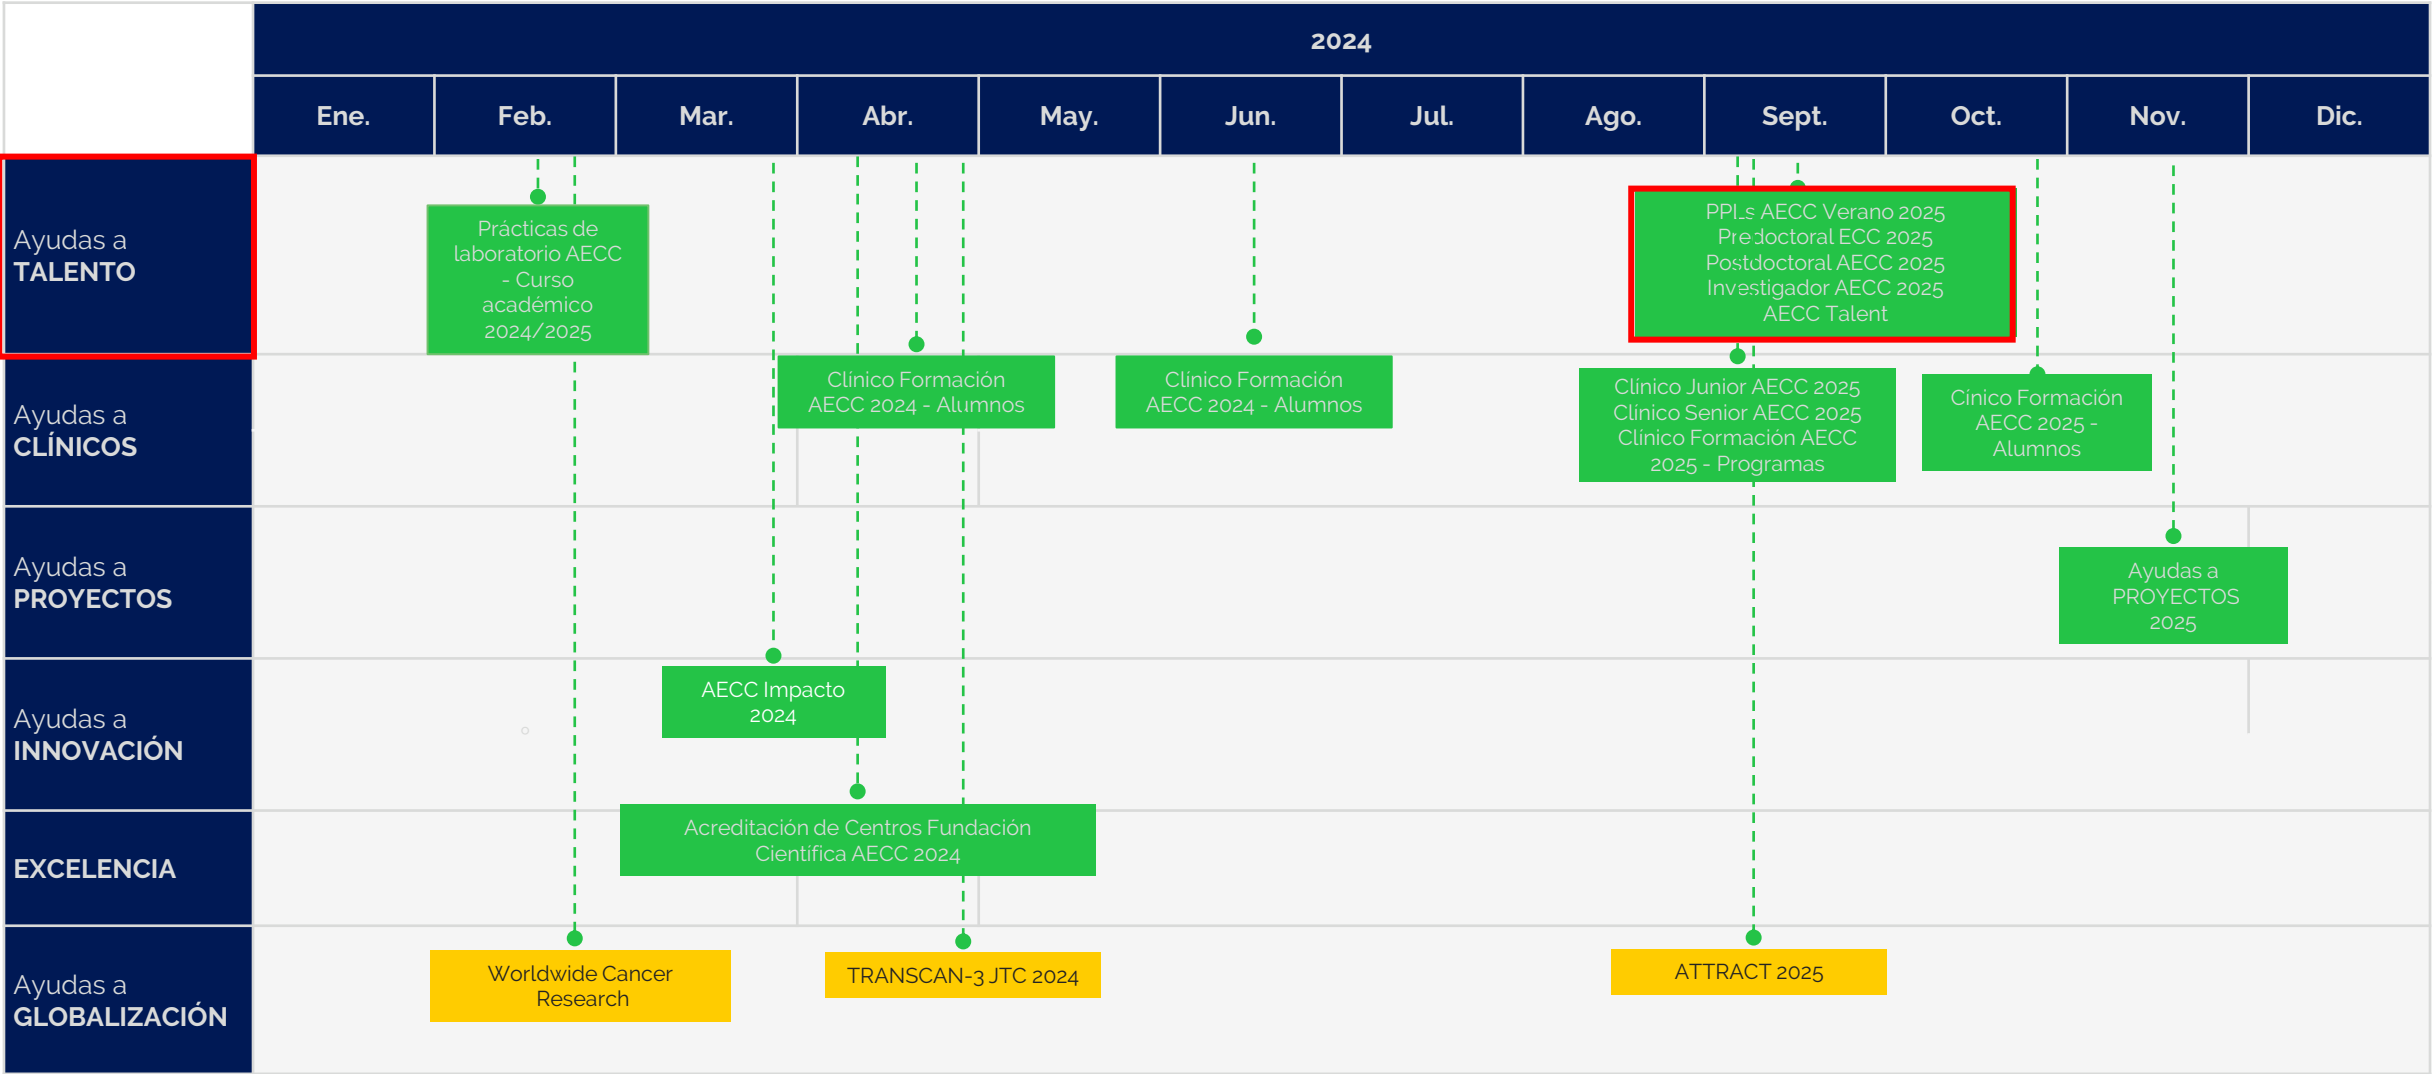 2024
Ene. Feb. Mar. Abr. May. Jun. Jul. Ago. Sept. Oct. Nov. Dic.
Ayudas a
TALENTO
Prácticas de
laboratorio AECC
- Curso
académico
2024/2025
PPLs AECC Verano 2025
Predoctoral ECC 2025
Postdoctoral AECC 2025
Investigador AECC 2025
AECC Talent
Ayudas a
CLÍNICOS
Clínico Formación
AECC 2024 - Alumnos
Clínico Formación
AECC 2024 - Alumnos
Clínico Junior AECC 2025
Clínico Senior AECC 2025
Clínico Formación AECC
2025 - Programas
Cínico Formación
AECC 2025 -
Alumnos
Ayudas a
PROYECTOS
Ayudas a
PROYECTOS
2025
Ayudas a
INNOVACIÓN
AECC Impacto
2024
EXCELENCIA
Acreditación de Centros Fundación
Científica AECC 2024
Ayudas a
GLOBALIZACIÓN
Worldwide Cancer
Research
TRANSCAN-3 JTC 2024
ATTRACT 2025